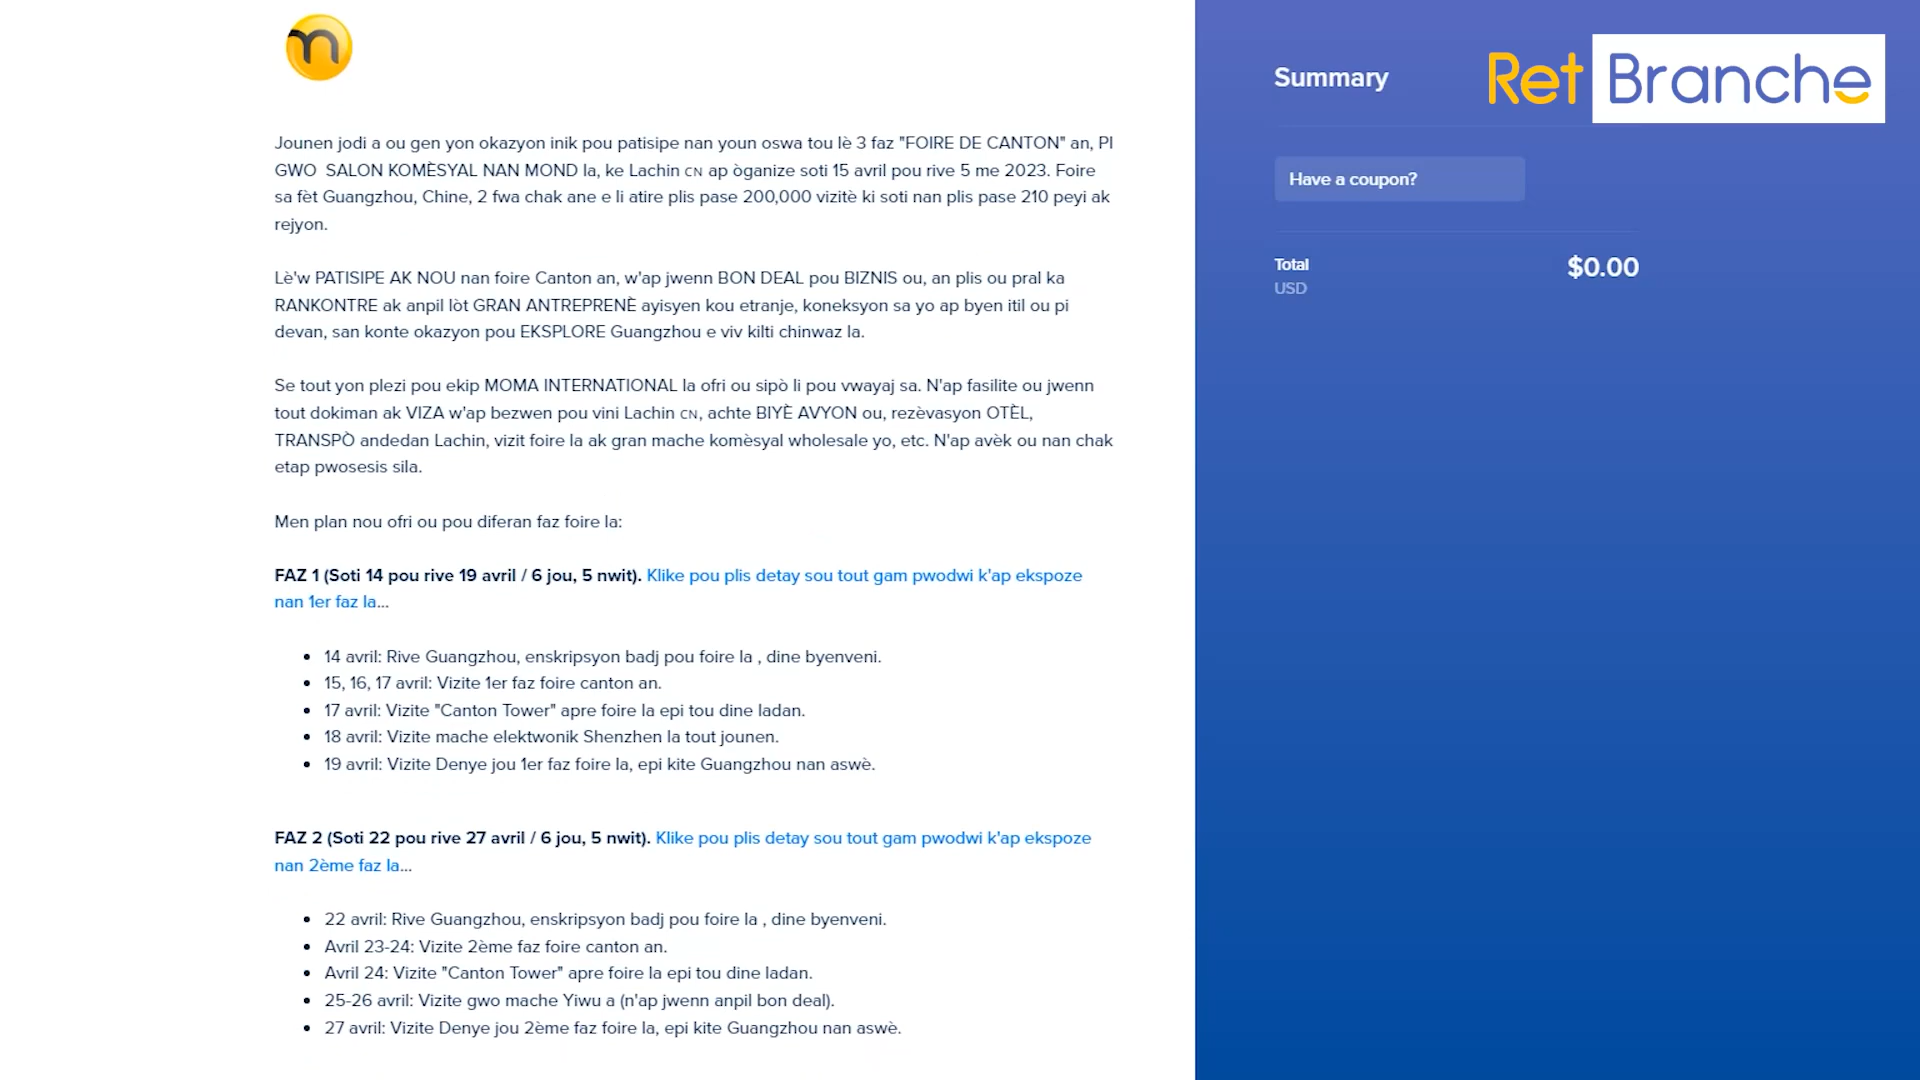 n
Jounen jodi a ou gen yon okazyon inik pou patisipe nan youn oswa tou lè 3 faz "FOIRE DE CANTON" an, PI
GWO SALON KOMÈSYAL NAN MOND la, ke Lachin CN ap òganize soti 15 avril pou rive 5 me 2023. Foire
sa fèt Guangzhou, Chine, 2 fwa chak ane e li atire plis pase 200,000 vizitè ki soti nan plis pase 210 peyi ak
rejyon.
Lè'w PATISIPE AK NOU nan foire Canton an, w'ap jwenn BON DEAL pou BIZNIS ou, an plis ou pral ka
RANKONTRE ak anpil lòt GRAN ANTREPRENÈ ayisyen kou etranje, koneksyon sa yo ap byen itil ou pi
devan, san konte okazyon pou EKSPLORE Guangzhou e viv kilti chinwaz la.
Se tout yon plezi pou ekip MOMA INTERNATIONAL la ofri ou sipò li pou vwayaj sa. N'ap fasilite ou jwenn
tout dokiman ak VIZA w'ap bezwen pou vini Lachin CN, achte BIYÈ AVYON ou, rezèvasyon OTÈL,
TRANSPÒ andedan Lachin, vizit foire la ak gran mache komèsyal wholesale yo, etc. N'ap avèk ou nan chak
etap pwosesis sila.
Men plan nou ofri ou pou diferan faz foire la:
FAZ 1 (Soti 14 pou rive 19 avril / 6 jou, 5 nwit). Klike pou plis detay sou tout gam pwodwi k'ap ekspoze
nan 1er faz la...
• 14 avril: Rive Guangzhou, enskripsyon badj pou foire la , dine byenveni.
• 15, 16, 17 avril: Vizite 1er faz foire canton an.
• 17 avril: Vizite "Canton Tower" apre foire la epi tou dine ladan.
• 18 avril: Vizite mache elektwonik Shenzhen la tout jounen.
• 19 avril: Vizite Denye jou 1er faz foire la, epi kite Guangzhou nan aswè.
FAZ 2 (Soti 22 pou rive 27 avril / 6 jou, 5 nwit). Klike pou plis detay sou tout gam pwodwi k'ap ekspoze
nan 2ème faz la...
• 22 avril: Rive Guangzhou, enskripsyon badj pou foire la , dine byenveni.
• Avril 23-24: Vizite 2ème faz foire canton an.
• Avril 24: Vizite "Canton Tower" apre foire la epi tou dine ladan.
• 25-26 avril: Vizite gwo mache Yiwu a (n'ap jwenn anpil bon deal).
• 27 avril: Vizite Denye jou 2ème faz foire la, epi kite Guangzhou nan aswè.
Summary
Ret Branche
Have a coupon?
Total $0.00
USD